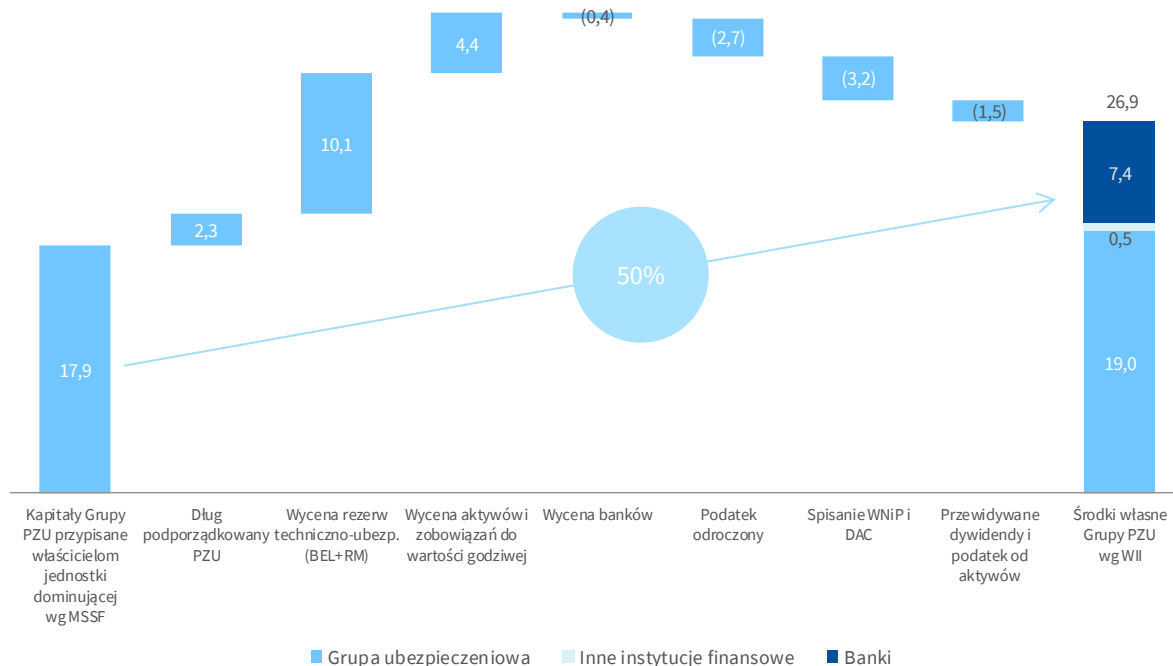 4,4
(0,4)
(2,7)
(3,2)
(1,5)
26,9
10,1
7,4
2,3
0,5
50%
17,9
19,0
Kapitały Grupy
PZU przypisane
właścicielom
jednostki
dominującej
wg MSSF
Dług
podporządkowany
PZU
Wycena rezerw
techniczno-ubezp.
(BEL+RM)
Wycena aktywów i
zobowiązań do
wartości godziwej
Wycena banków
Podatek
odroczony
Spisanie WNiP i
DAC
Przewidywane
dywidendy i
podatek od
aktywów
Środki własne
Grupy PZU
wg WII
Grupa ubezpieczeniowa
Inne instytucje finansowe
Banki